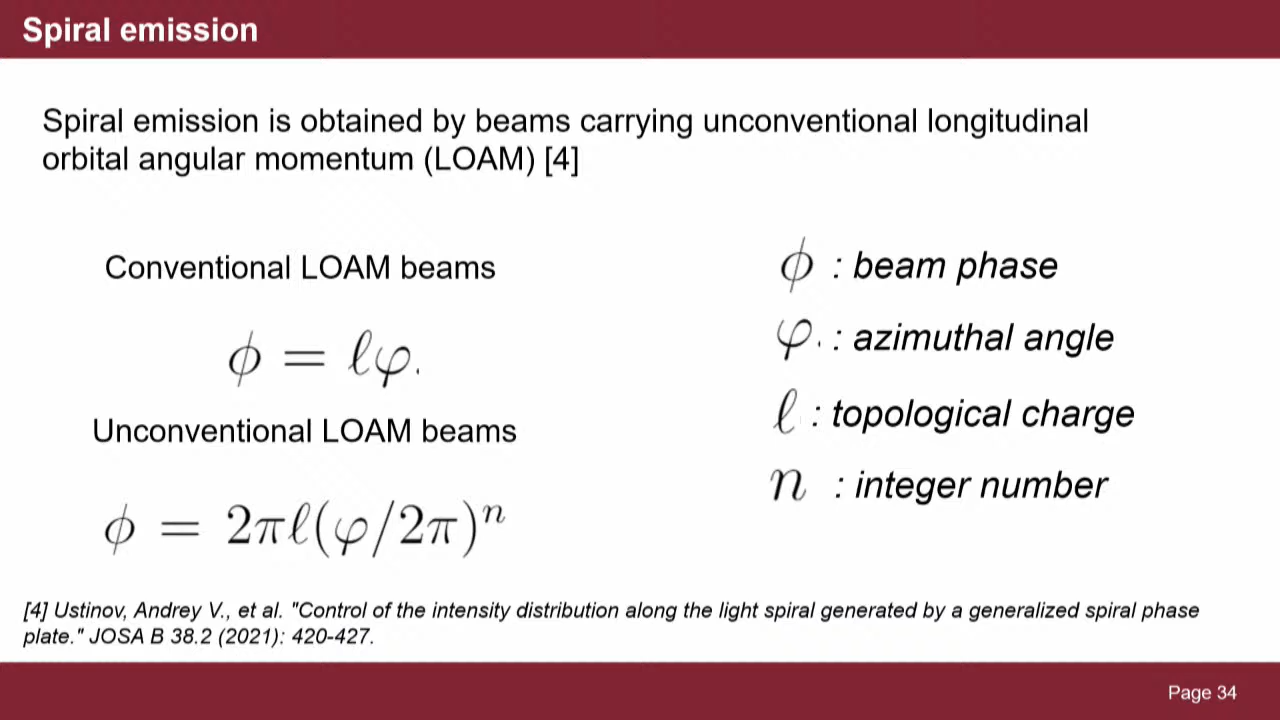 Spiral emission
Spiral emission is obtained by beams carrying unconventional longitudinal
orbital angular momentum (LOAM) [4]
Conventional LOAM beams
ϕ = ℓφ.
Unconventional LOAM beams
ϕ = 2πℓ(φ/2π)ⁿ
ϕ : beam phase
φ. : azimuthal angle
ℓ : topological charge
n : integer number
[4] Ustinov, Andrey V., et al. "Control of the intensity distribution along the light spiral generated by a generalized spiral phase
plate." JOSA B 38.2 (2021): 420-427.
Page 34